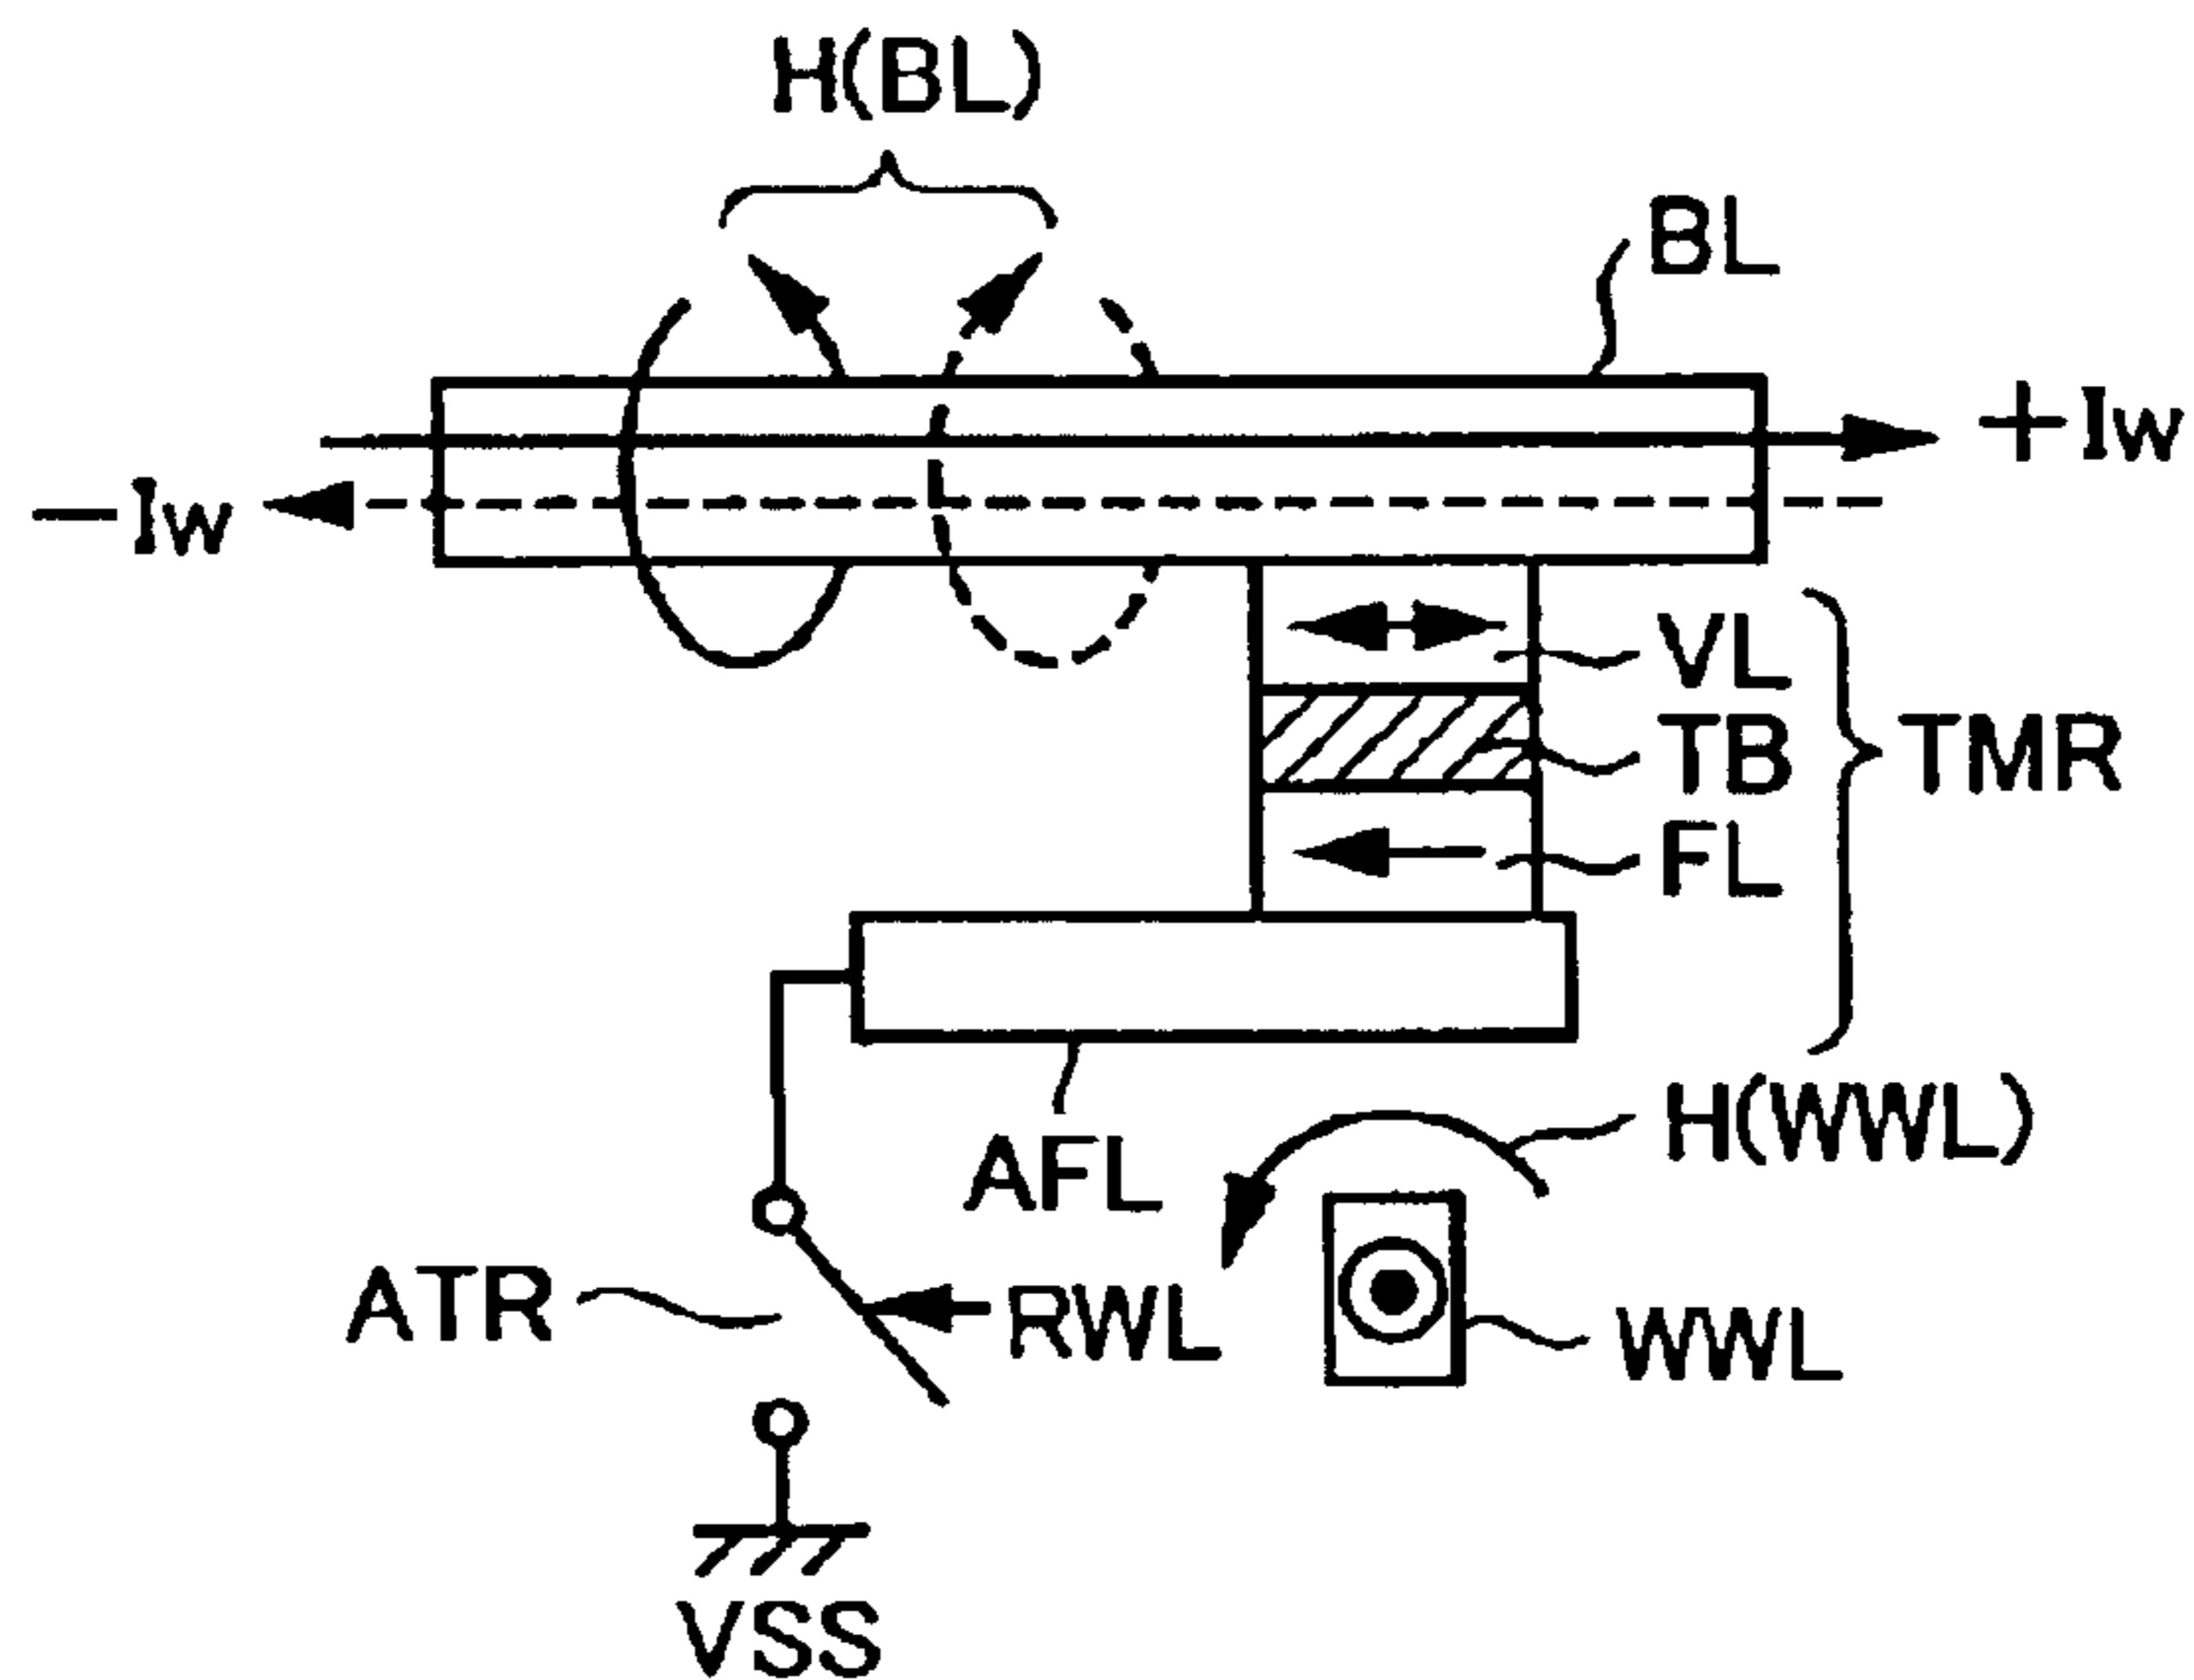 H(BL)
BL
+Iw
−Iw
VL
TB
TMR
FL
H(WWL)
AFL
ATR
RWL
WWL
VSS